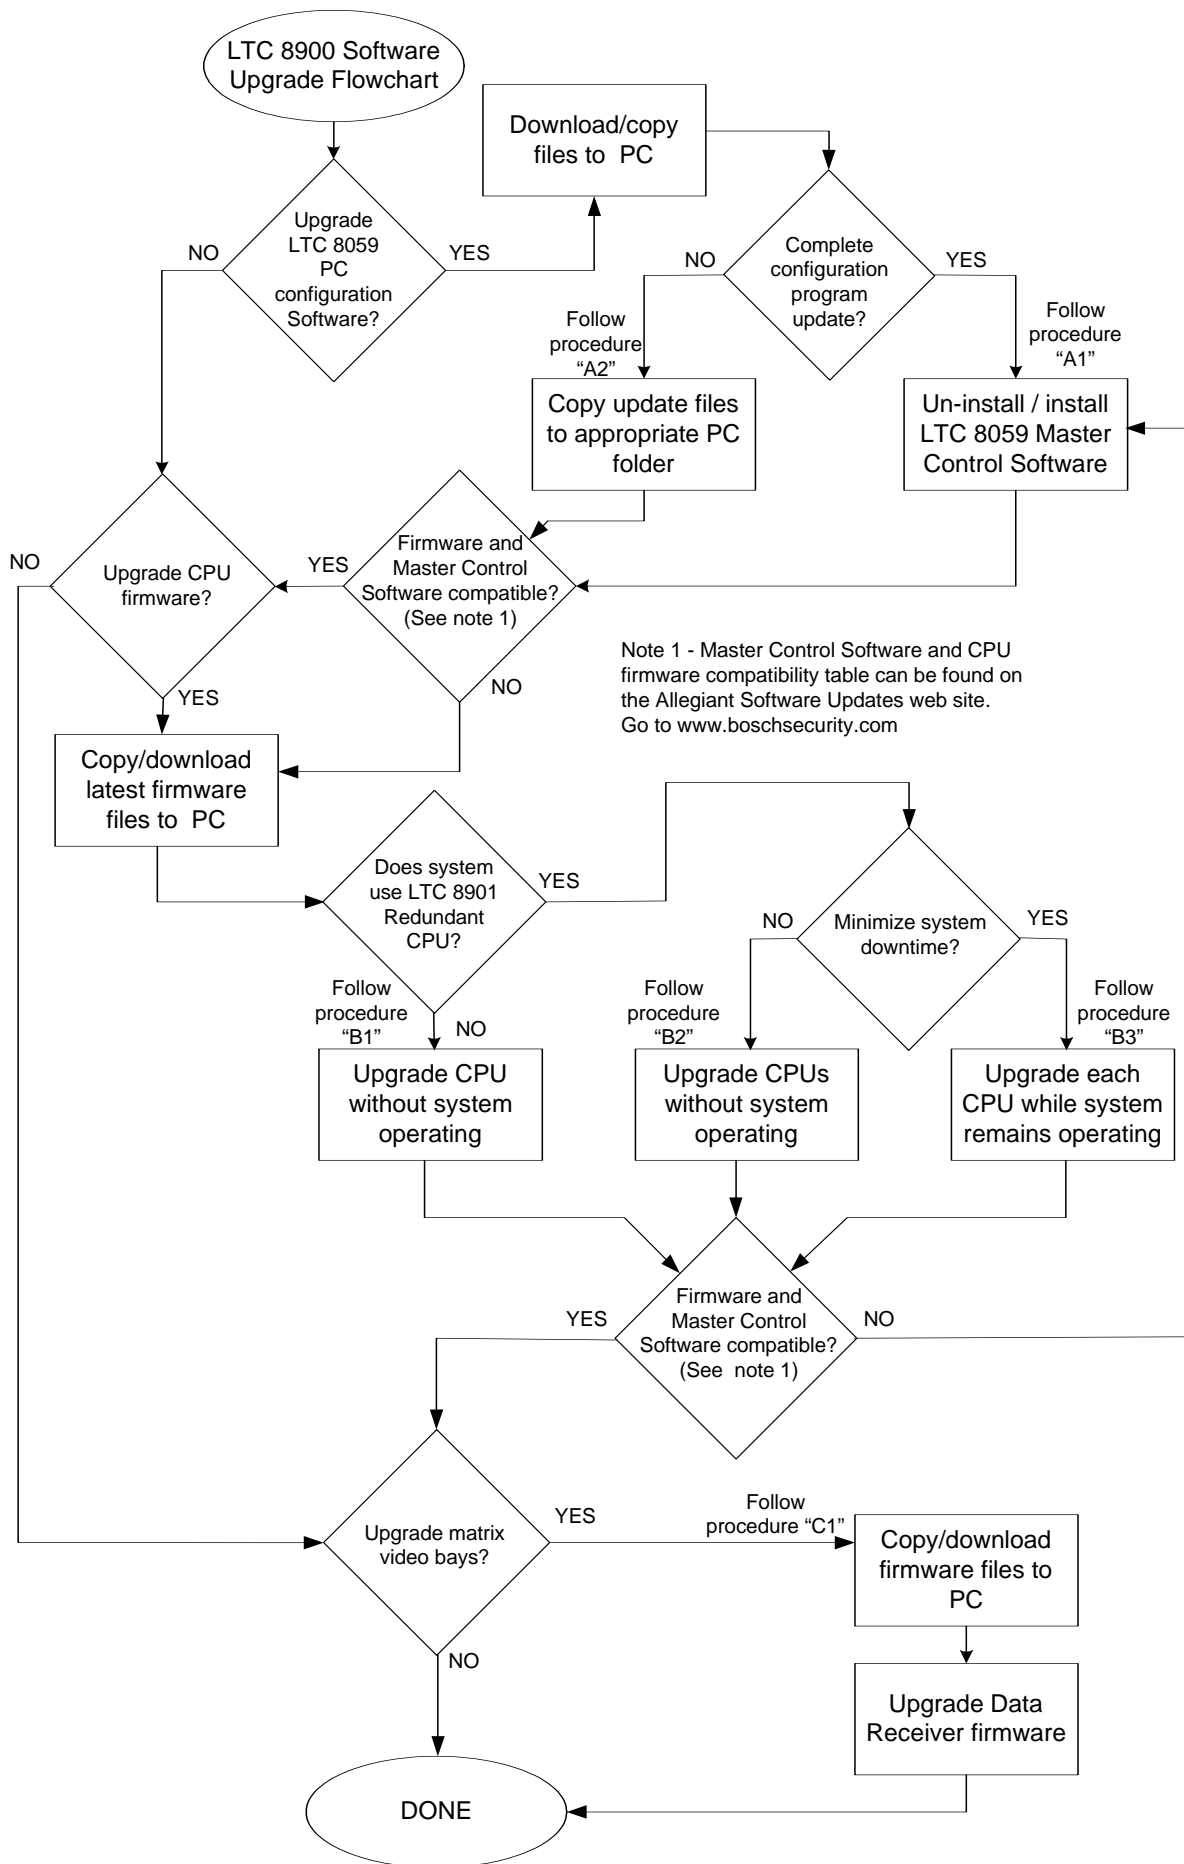 LTC 8900 Software
Upgrade Flowchart
Download/copy
files to PC
Upgrade
LTC 8059
PC
configuration
Software?
NO
YES
Complete
configuration
program
update?
NO
YES
Follow
procedure
“A2”
Follow
procedure
“A1”
Copy update files
to appropriate PC
folder
Un-install / install
LTC 8059 Master
Control Software
NO
Upgrade CPU
firmware?
YES
Firmware and
Master Control
Software compatible?
(See note 1)
YES
NO
Note 1 - Master Control Software and CPU
firmware compatibility table can be found on
the Allegiant Software Updates web site.
Go to www.boschsecurity.com
Copy/download
latest firmware
files to PC
Does system
use LTC 8901
Redundant
CPU?
YES
NO
Minimize system
downtime?
YES
Follow
procedure
“B1”
NO
Follow
procedure
“B2”
Follow
procedure
“B3”
Upgrade CPU
without system
operating
Upgrade CPUs
without system
operating
Upgrade each
CPU while system
remains operating
YES
Firmware and
Master Control
Software compatible?
(See note 1)
NO
Upgrade matrix
video bays?
YES
Follow
procedure “C1”
Copy/download
firmware files to
PC
NO
Upgrade Data
Receiver firmware
DONE